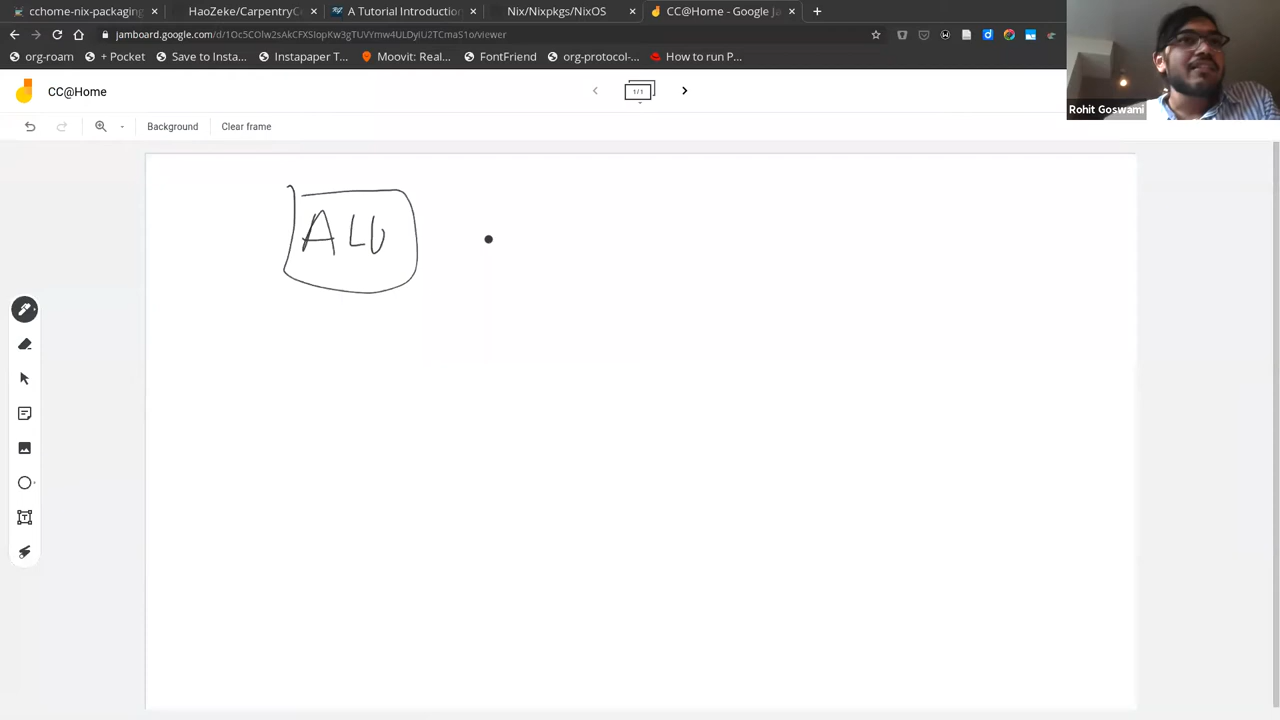 cchome-nix-packaging
HaoZeke/CarpentryCo
A Tutorial Introduction
Nix/Nixpkgs/NixOS
CC@Home - Google Ja
jamboard.google.com/d/1Oc5COlw2sAkCFXSIopKw3gTUVYmw4ULDyIU2TCmaS1o/viewer
org-roam
+ Pocket
Save to Insta...
Instapaper T...
Moovit: Real...
FontFriend
org-protocol-...
How to run P...
CC@Home
1/1
Background
Clear frame
Rohit Goswami
ALU